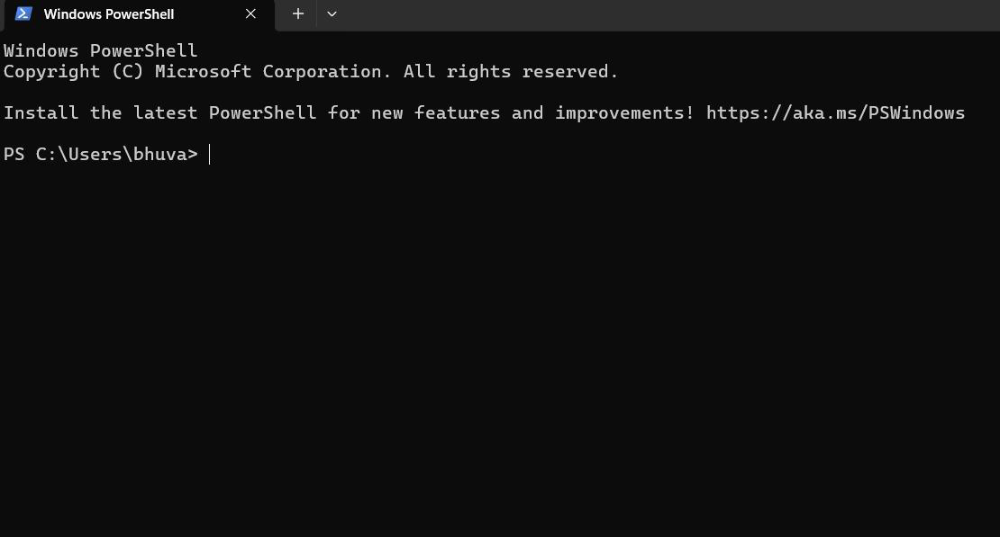 Windows PowerShell
Windows PowerShell
Copyright (C) Microsoft Corporation. All rights reserved.
Install the latest PowerShell for new features and improvements! https://aka.ms/PSWindows
PS C:\Users\bhuva>